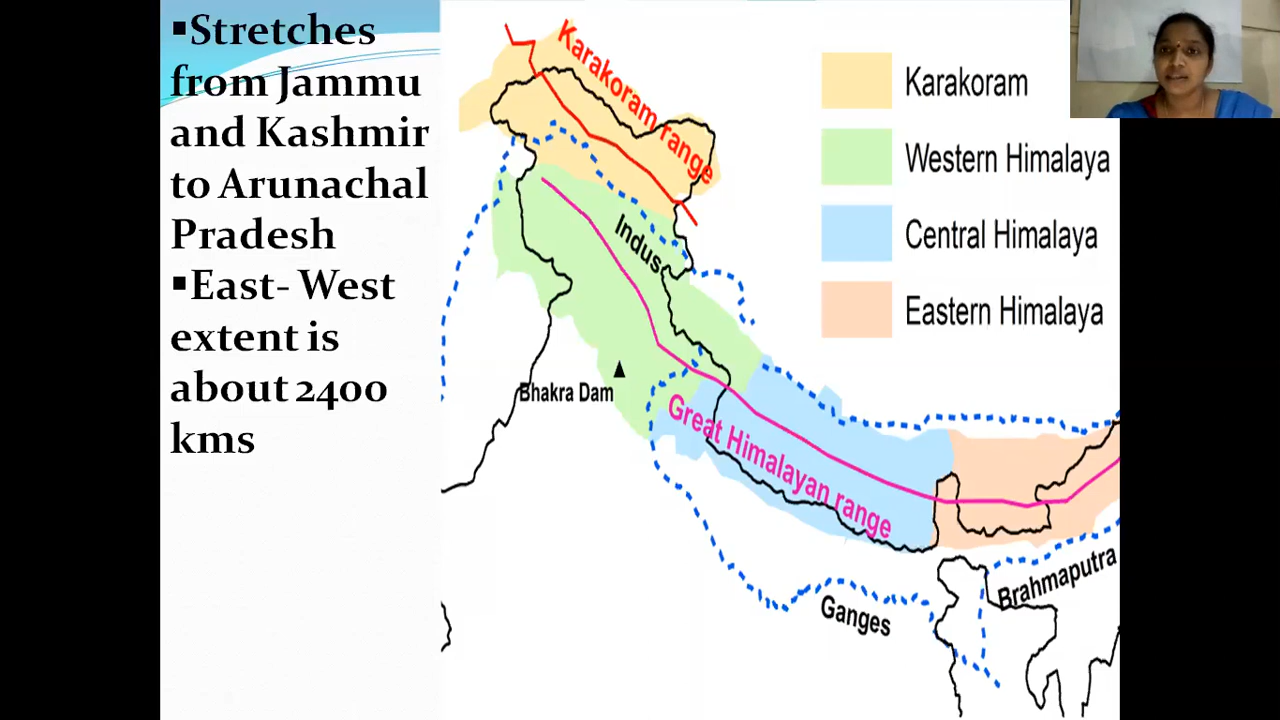 ▪Stretches
from Jammu
and Kashmir
to Arunachal
Pradesh
▪East- West
extent is
about 2400
kms
Karakoram range
Indus
Bhakra Dam
Great Himalayan range
Ganges
Brahmaputra
Karakoram
Western Himalaya
Central Himalaya
Eastern Himalaya